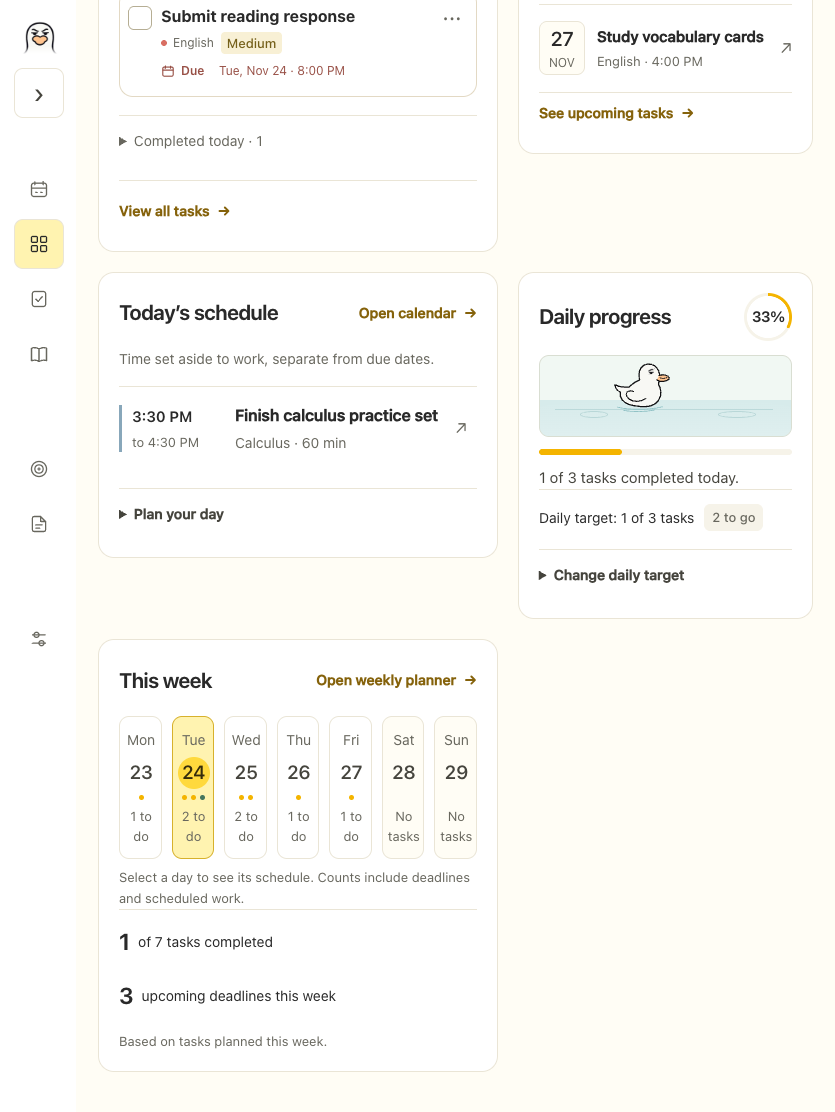 Submit reading response
English Medium
Due Tue, Nov 24 · 8:00 PM
Completed today · 1
View all tasks →
27
NOV
Study vocabulary cards
English · 4:00 PM
See upcoming tasks →
Today's schedule
Open calendar →
Time set aside to work, separate from due dates.
3:30 PM
to 4:30 PM
Finish calculus practice set
Calculus · 60 min
Plan your day
Daily progress
33%
1 of 3 tasks completed today.
Daily target: 1 of 3 tasks 2 to go
Change daily target
This week
Open weekly planner →
Mon Tue Wed Thu Fri Sat Sun
23 24 25 26 27 28 29
1 to 2 to 2 to 1 to 1 to No No
do do do do do tasks tasks
Select a day to see its schedule. Counts include deadlines
and scheduled work.
1 of 7 tasks completed
3 upcoming deadlines this week
Based on tasks planned this week.